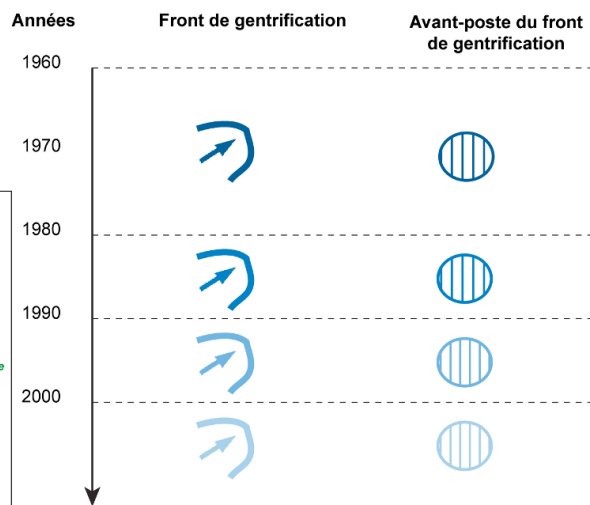 Années
Front de gentrification
Avant-poste du front
de gentrification
1960
1970
1980
1990
e
2000